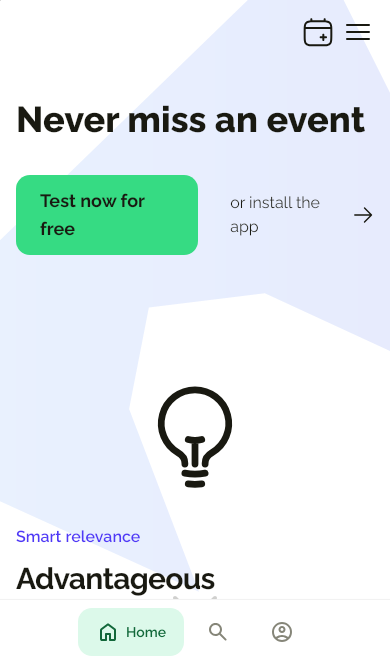 Never miss an event
Test now for
free
or install the
app
Smart relevance
Advantageous
Home